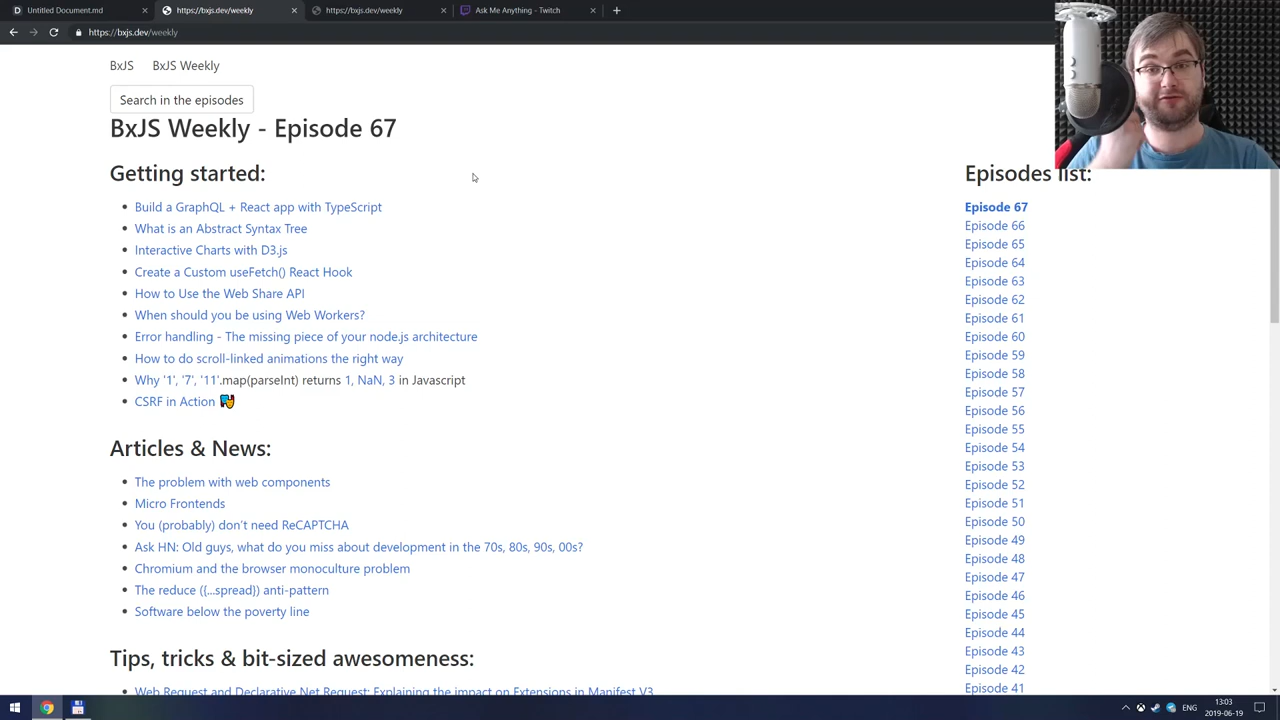 Untitled Document.md
https://bxjs.dev/weekly
https://bxjs.dev/weekly
Ask Me Anything - Twitch
https://bxjs.dev/weekly
BxJS
BxJS Weekly
Search in the episodes
BxJS Weekly - Episode 67
Getting started:
Build a GraphQL + React app with TypeScript
What is an Abstract Syntax Tree
Interactive Charts with D3.js
Create a Custom useFetch() React Hook
How to Use the Web Share API
When should you be using Web Workers?
Error handling - The missing piece of your node.js architecture
How to do scroll-linked animations the right way
Why '1', '7', '11'.map(parseInt) returns 1, NaN, 3 in Javascript
CSRF in Action
Articles & News:
The problem with web components
Micro Frontends
You (probably) don't need ReCAPTCHA
Ask HN: Old guys, what do you miss about development in the 70s, 80s, 90s, 00s?
Chromium and the browser monoculture problem
The reduce ({...spread}) anti-pattern
Software below the poverty line
Tips, tricks & bit-sized awesomeness:
Web Request and Declarative Net Request: Explaining the impact on Extensions in Manifest V3
Episodes list:
Episode 67
Episode 66
Episode 65
Episode 64
Episode 63
Episode 62
Episode 61
Episode 60
Episode 59
Episode 58
Episode 57
Episode 56
Episode 55
Episode 54
Episode 53
Episode 52
Episode 51
Episode 50
Episode 49
Episode 48
Episode 47
Episode 46
Episode 45
Episode 44
Episode 43
Episode 42
Episode 41
ENG
13:03
2019-06-19